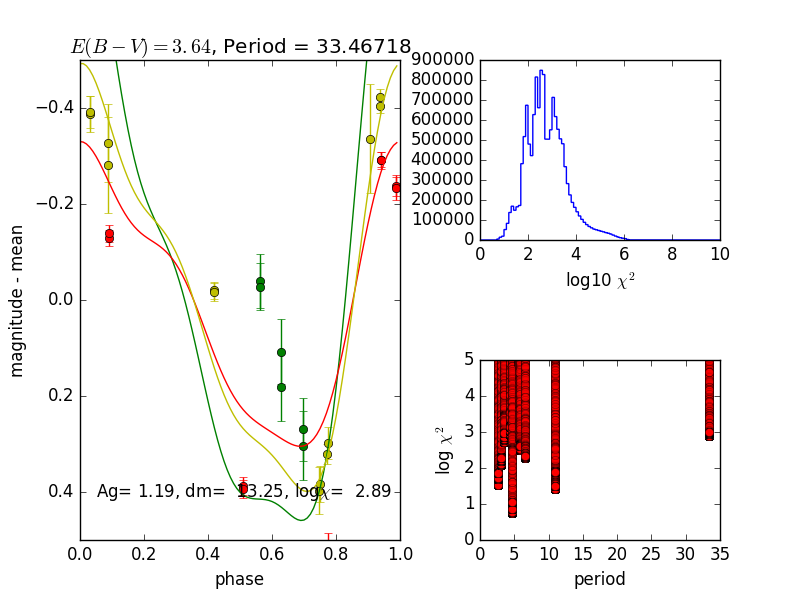 E(B − V) = 3.64, Period = 33.46718
−0.4
−0.2
0.0
0.2
0.4
magnitude - mean
Ag= 1.19, dm= 13.25, logχ= 2.89
0.0 0.2 0.4 0.6 0.8 1.0
phase
900000
800000
700000
600000
500000
400000
300000
200000
100000
0
0 2 4 6 8 10
log10 χ²
5
4
3
2
1
0
log χ²
0 5 10 15 20 25 30 35
period